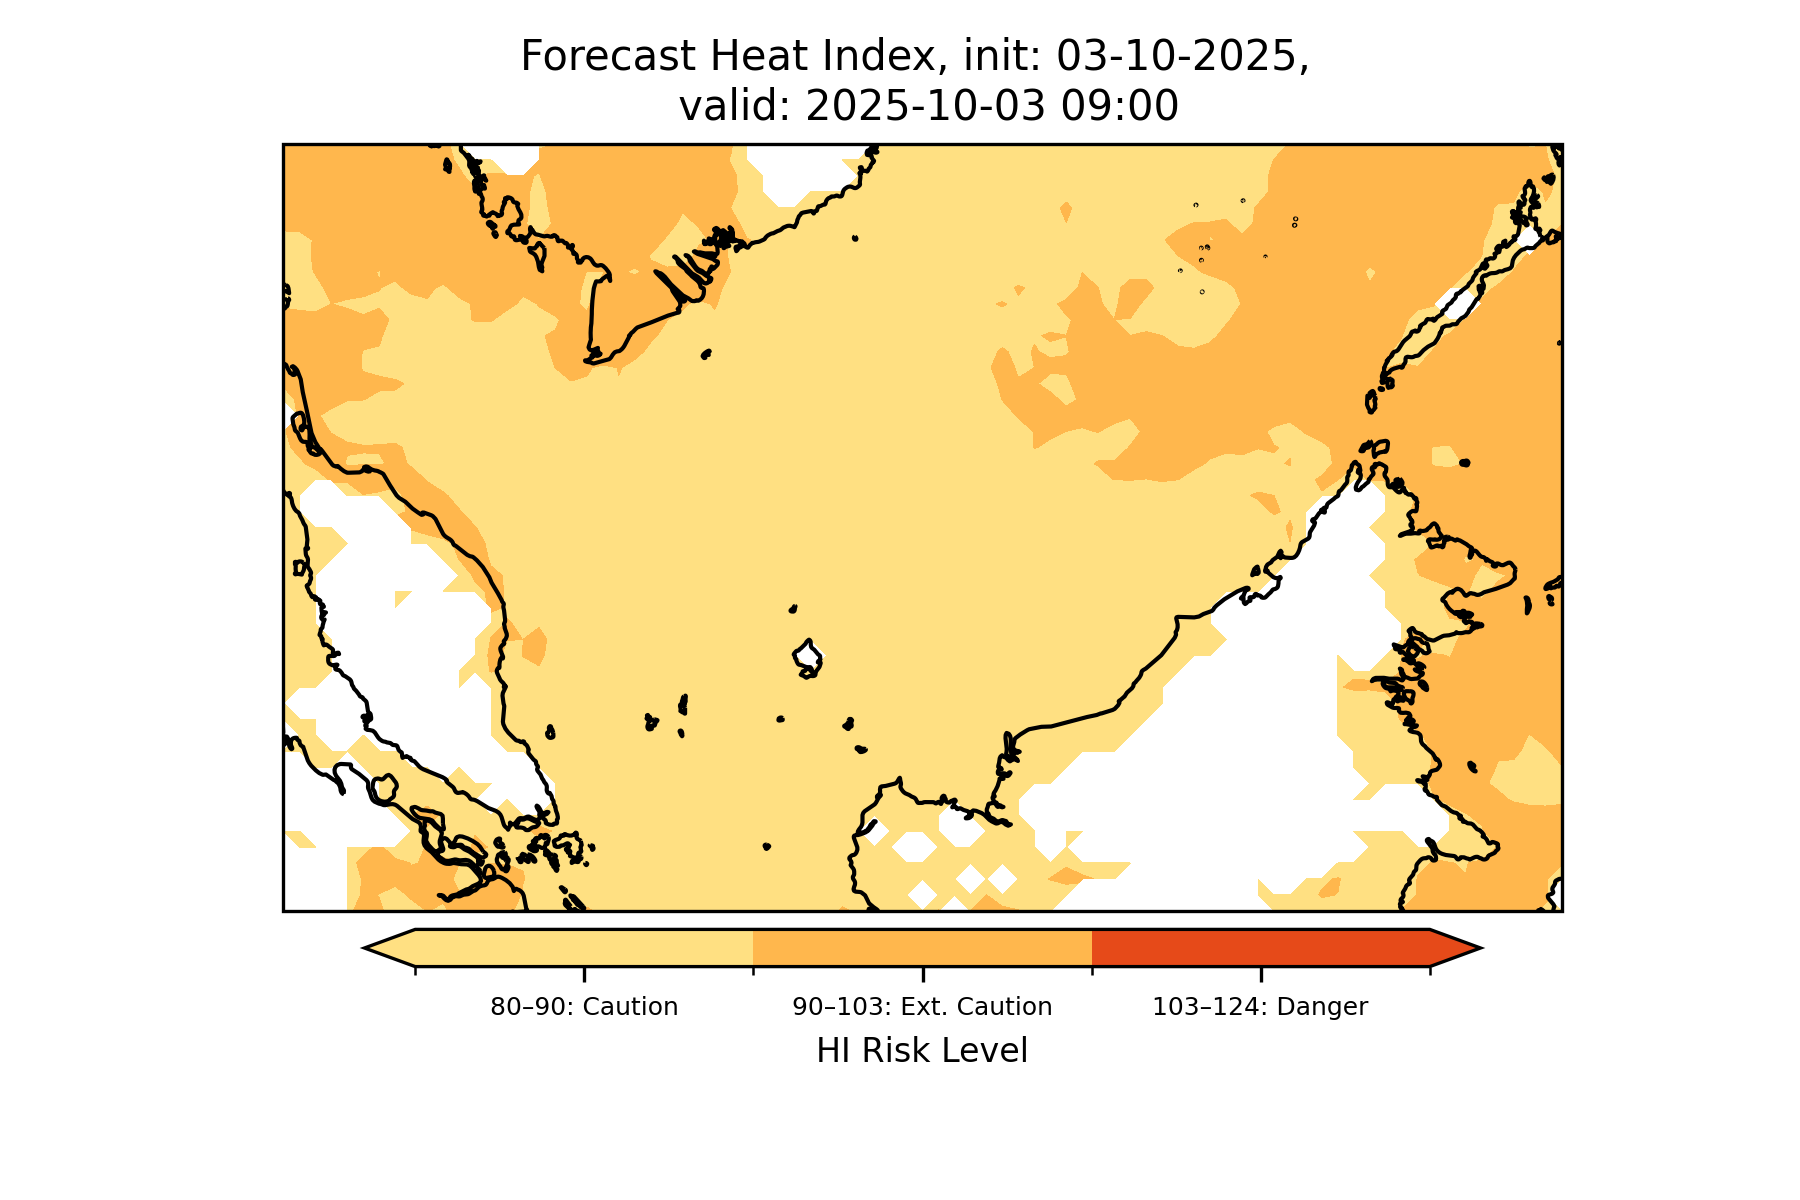 Forecast Heat Index, init: 03-10-2025,
valid: 2025-10-03 09:00
80–90: Caution
90–103: Ext. Caution
103–124: Danger
HI Risk Level